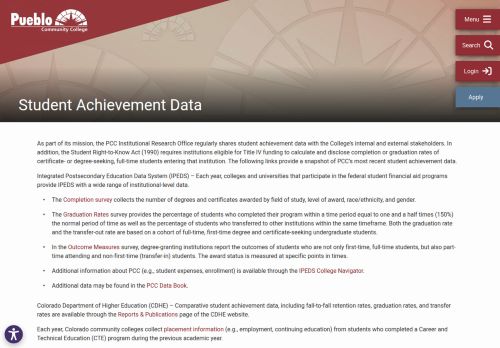 Pueblo
Community College
Menu
Search
Login
Apply
Student Achievement Data
As part of its mission, the PCC Institutional Research Office regularly shares student achievement data with the College's internal and external stakeholders. In
addition, the Student Right-to-Know Act (1990) requires institutions eligible for Title IV funding to calculate and disclose completion or graduation rates of
certificate- or degree-seeking, full-time students entering that institution. The following links provide a snapshot of PCC's most recent student achievement data.
Integrated Postsecondary Education Data System (IPEDS) – Each year, colleges and universities that participate in the federal student financial aid programs
provide IPEDS with a wide range of institutional-level data.
• The Completion survey collects the number of degrees and certificates awarded by field of study, level of award, race/ethnicity, and gender.
• The Graduation Rates survey provides the percentage of students who completed their program within a time period equal to one and a half times (150%)
the normal period of time as well as the percentage of students who transferred to other institutions within the same timeframe. Both the graduation rate
and the transfer-out rate are based on a cohort of full-time, first-time degree and certificate-seeking undergraduate students.
• In the Outcome Measures survey, degree-granting institutions report the outcomes of students who are not only first-time, full-time students, but also part-
time attending and non-first-time (transfer-in) students. The award status is measured at specific points in times.
• Additional information about PCC (e.g., student expenses, enrollment) is available through the IPEDS College Navigator.
• Additional data may be found in the PCC Data Book.
Colorado Department of Higher Education (CDHE) – Comparative student achievement data, including fall-to-fall retention rates, graduation rates, and transfer
rates are available through the Reports & Publications page of the CDHE website.
Each year, Colorado community colleges collect placement information (e.g., employment, continuing education) from students who completed a Career and
Technical Education (CTE) program during the previous academic year.